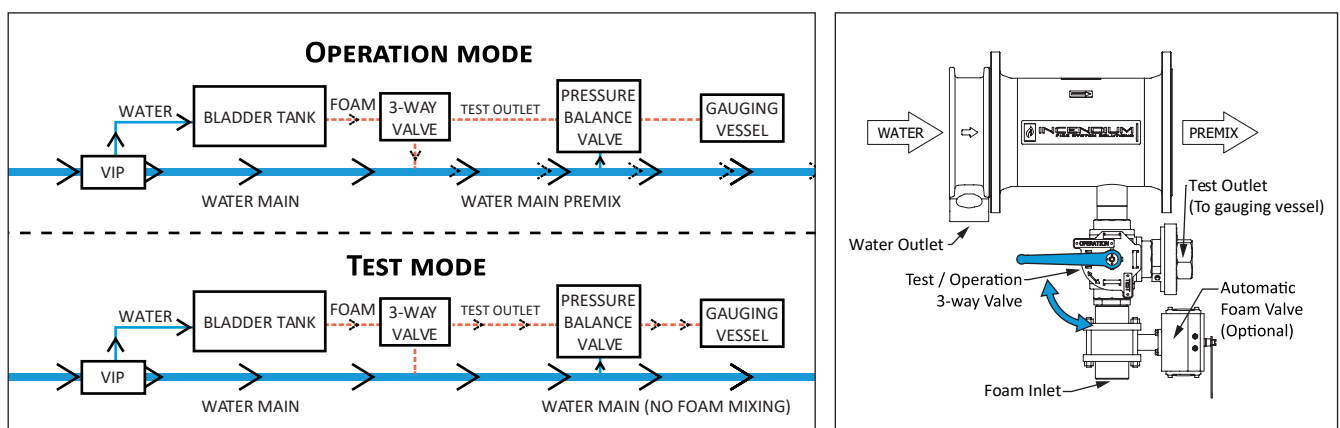 OPERATION MODE
WATER
BLADDER TANK
FOAM
3-WAY
VALVE
TEST OUTLET
PRESSURE
BALANCE
VALVE
GAUGING
VESSEL
VIP
WATER MAIN
WATER MAIN PREMIX
TEST MODE
WATER
BLADDER TANK
FOAM
3-WAY
VALVE
TEST OUTLET
PRESSURE
BALANCE
VALVE
GAUGING
VESSEL
VIP
WATER MAIN
WATER MAIN (NO FOAM MIXING)
WATER
INCENDIUM
PREMIX
Test Outlet
(To gauging vessel)
Water Outlet
OPERATION
Test / Operation
3-way Valve
TEST
Automatic
Foam Valve
(Optional)
Foam Inlet